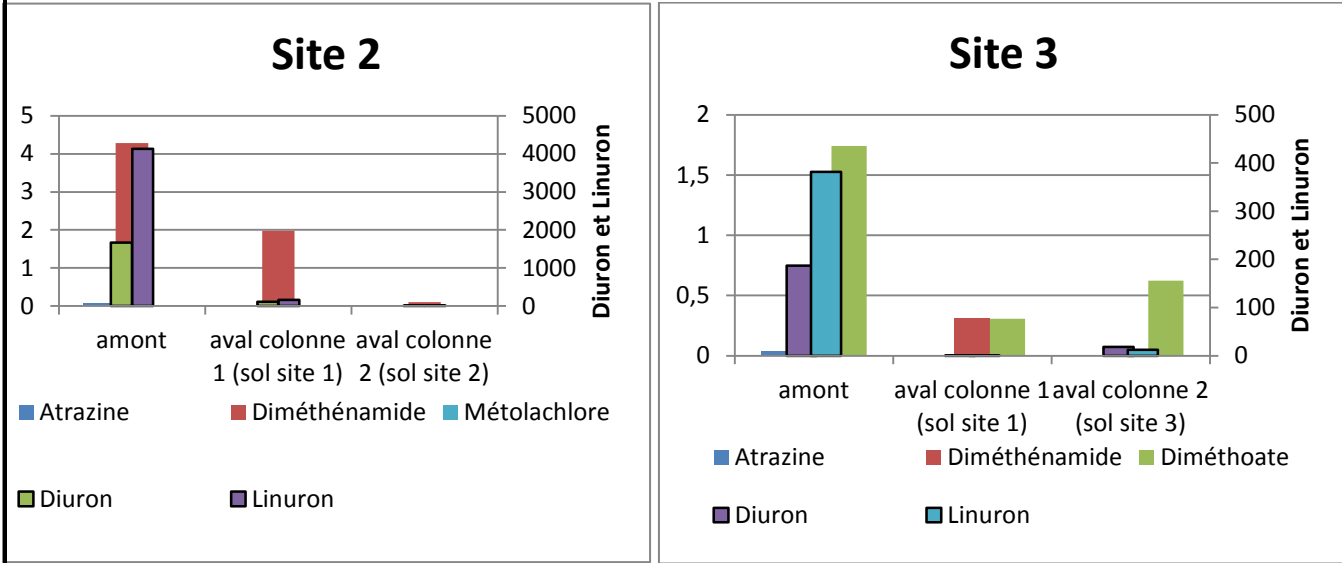 Site 2
5
4
3
2
1
0
5000
4000
3000
2000
1000
0
Diuron et Linuron
amont
aval colonne
1 (sol site 1)
aval colonne
2 (sol site 2)
Atrazine
Diméthénamide
Métolachlore
Diuron
Linuron
Site 3
2
1,5
1
0,5
0
500
400
300
200
100
0
Diuron et Linuron
amont
aval colonne 1
(sol site 1)
aval colonne 2
(sol site 3)
Atrazine
Diméthénamide
Diméthoate
Diuron
Linuron